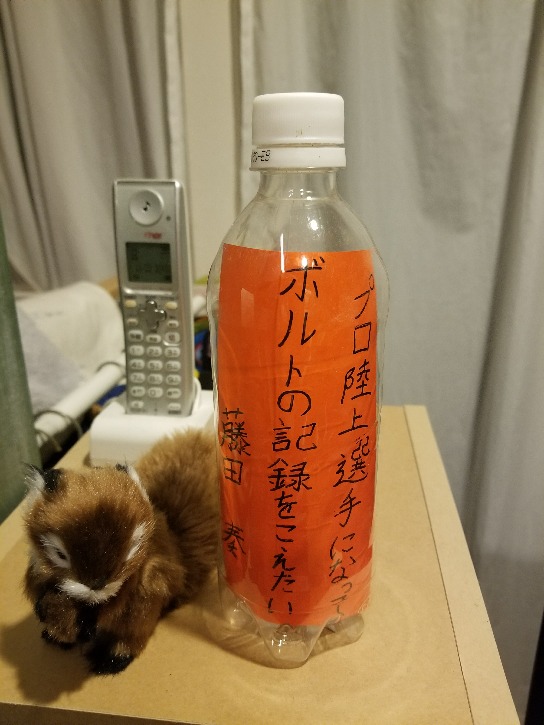 プロ陸上選手になって
ボルトの記録をこえたい。
藤田 奏